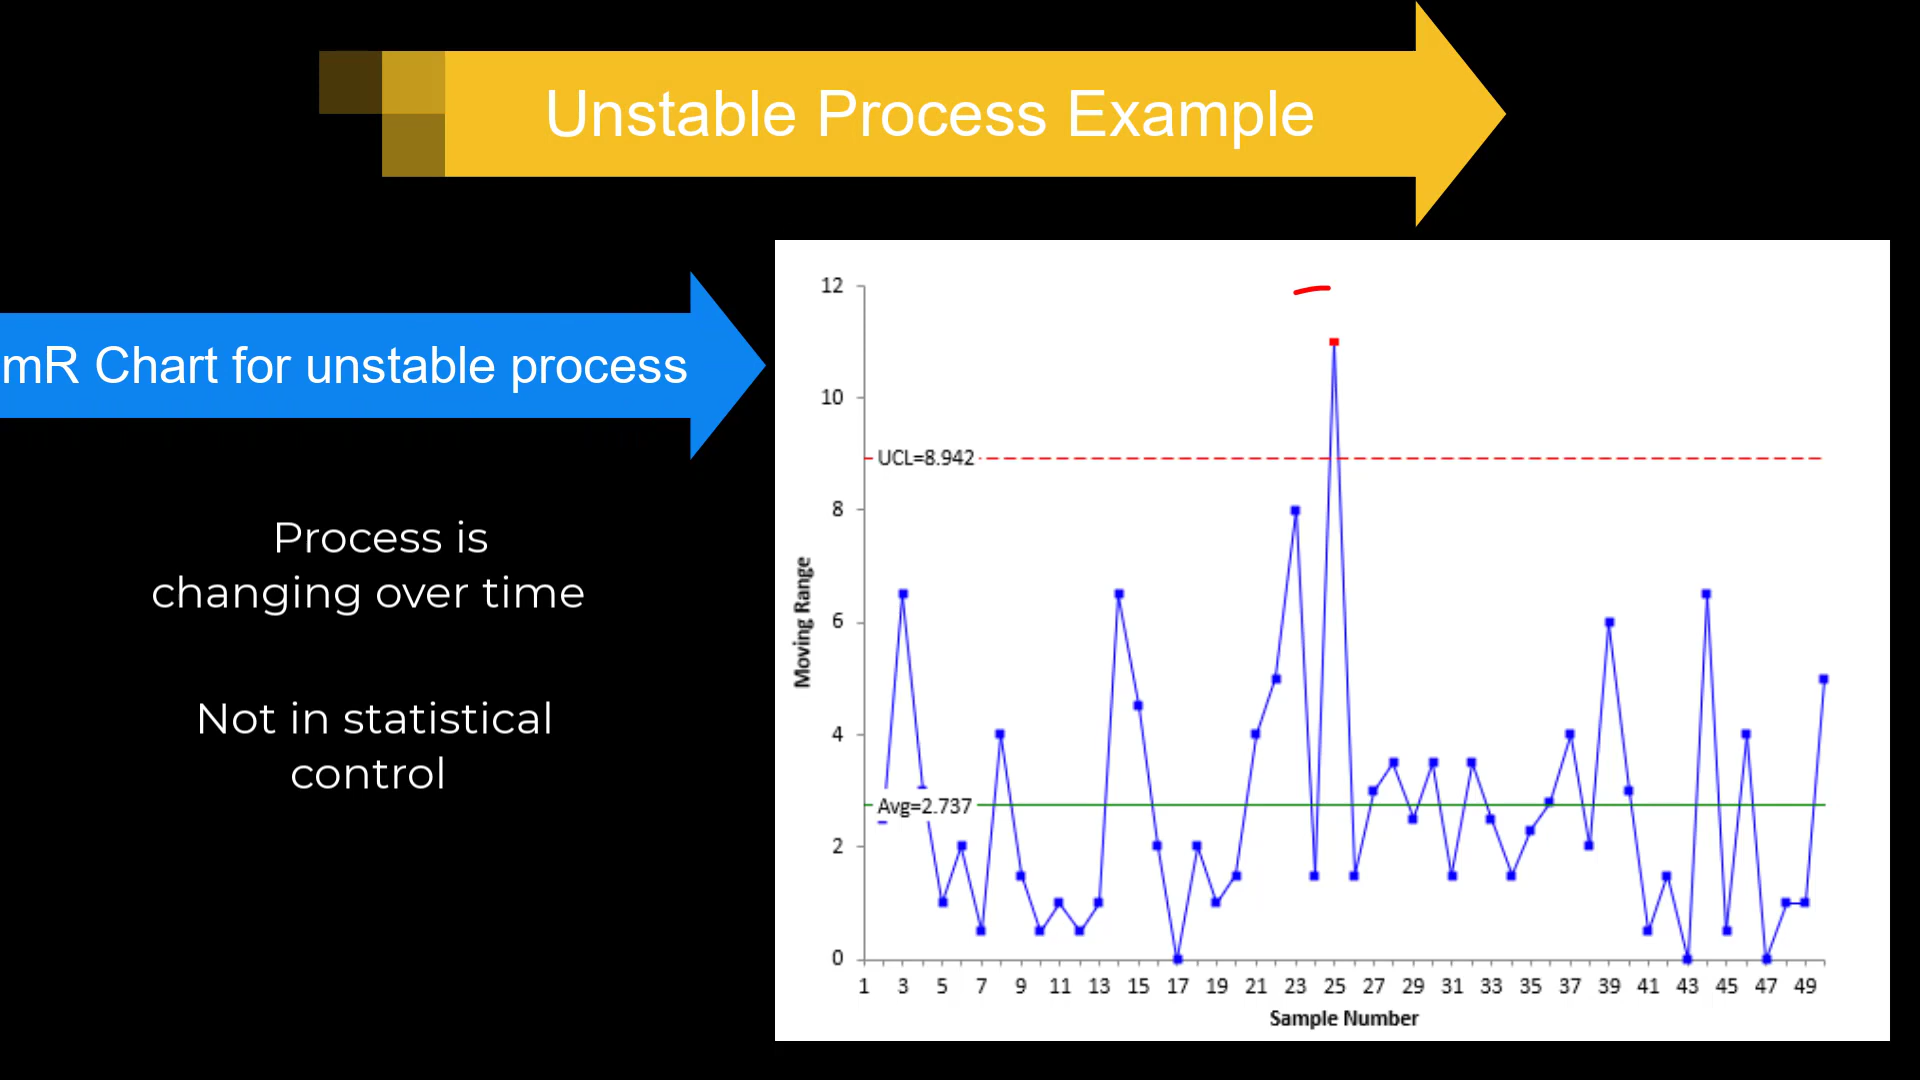 Unstable Process Example
mR Chart for unstable process
Process is
changing over time
Not in statistical
control
12
10
UCL=8.942
8
6
4
Avg=2.737
2
0
Moving Range
1 3 5 7 9 11 13 15 17 19 21 23 25 27 29 31 33 35 37 39 41 43 45 47 49
Sample Number